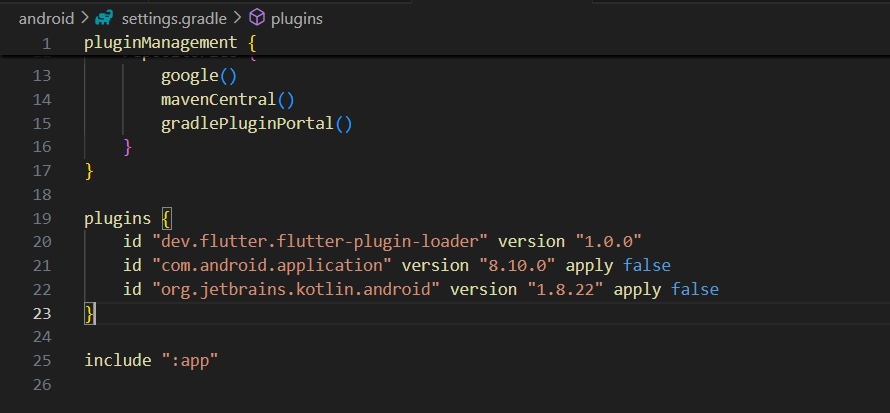 android > settings.gradle > plugins
1 pluginManagement {
13 google()
14 mavenCentral()
15 gradlePluginPortal()
16 }
17 }
18
19 plugins {
20 id "dev.flutter.flutter-plugin-loader" version "1.0.0"
21 id "com.android.application" version "8.10.0" apply false
22 id "org.jetbrains.kotlin.android" version "1.8.22" apply false
23 }
24
25 include ":app"
26